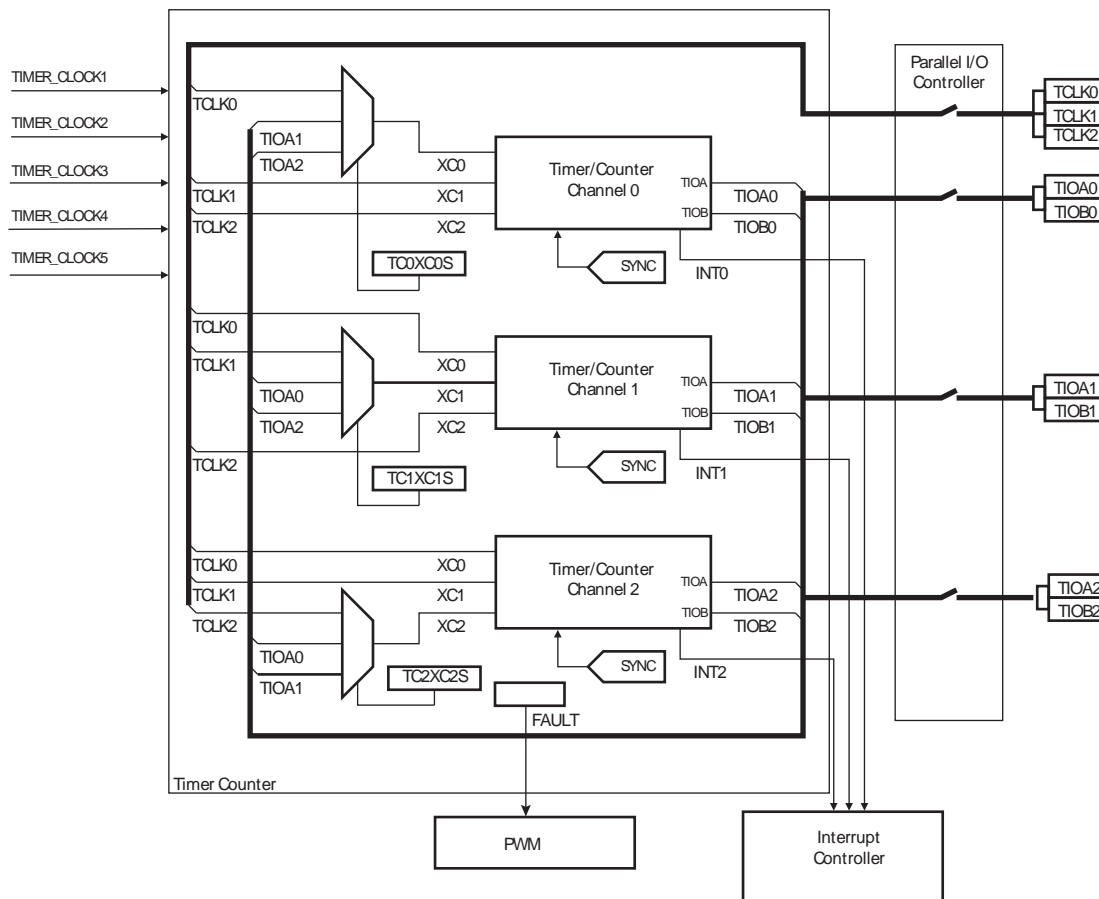 Parallel I/O
Controller
TIMER_CLOCK1
TIMER_CLOCK2
TIMER_CLOCK3
TIMER_CLOCK4
TIMER_CLOCK5
TCLK0
TIOA1
TIOA2
TCLK1
TCLK2
XC0
XC1
XC2
TC0XC0S
Timer/Counter
Channel 0
TIOA
TIOB
TIOA0
TIOB0
SYNC
INT0
TCLK0
TCLK1
TCLK2
TIOA0
TIOB0
TCLK0
TCLK1
TIOA0
TIOA2
TCLK2
XC0
XC1
XC2
TC1XC1S
Timer/Counter
Channel 1
TIOA
TIOB
TIOA1
TIOB1
SYNC
INT1
TIOA1
TIOB1
TCLK0
TCLK1
TCLK2
TIOA0
TIOA1
XC0
XC1
XC2
TC2XC2S
Timer/Counter
Channel 2
TIOA
TIOB
TIOA2
TIOB2
SYNC
INT2
TIOA2
TIOB2
FAULT
Timer Counter
PWM
Interrupt
Controller